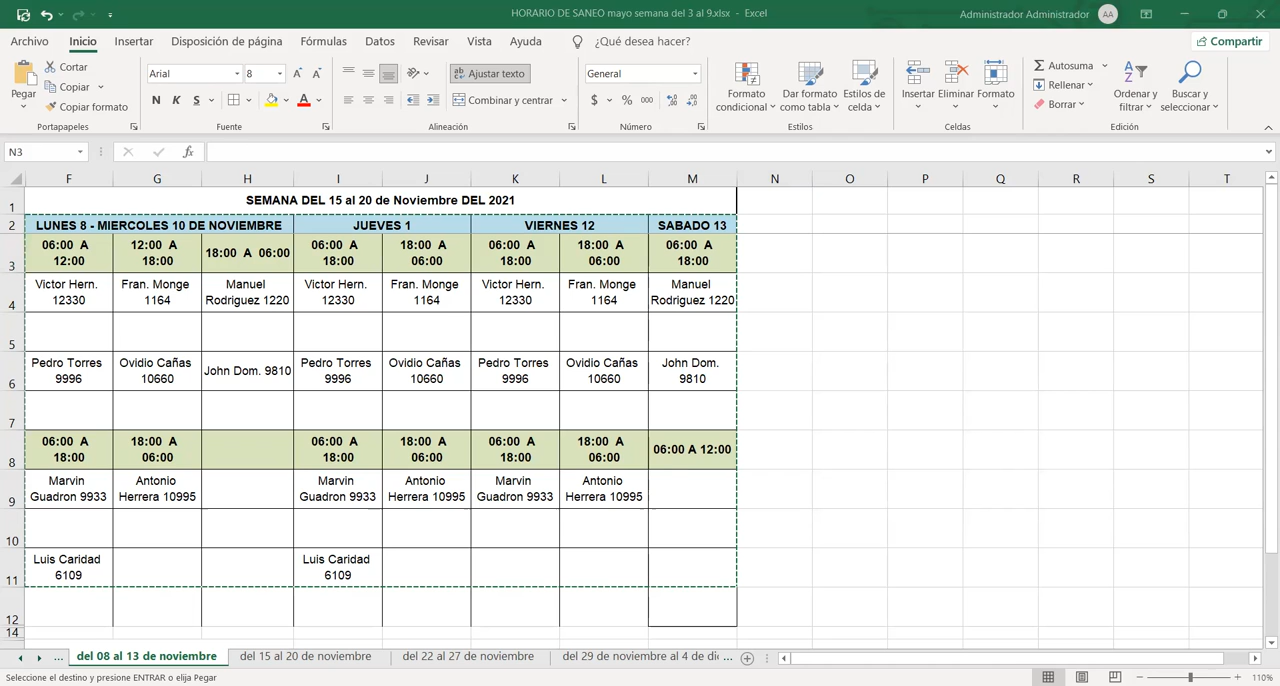 HORARIO DE SANEO mayo semana del 3 al 9.xlsx - Excel
Administrador Administrador AA
Archivo Inicio Insertar Disposición de página Fórmulas Datos Revisar Vista Ayuda ¿Qué desea hacer? Compartir
Pegar Cortar Copiar Copiar formato
Portapapeles
Arial 8
N K S
Fuente
Ajustar texto
Combinar y centrar
Alineación
General
$ % 000
Número
Formato condicional
Dar formato como tabla
Estilos de celda
Estilos
Insertar Eliminar Formato
Celdas
Autosuma
Rellenar
Borrar
Ordenar y filtrar
Buscar y seleccionar
Edición
N3 fx
F G H I J K L M N O P Q R S T
1 SEMANA DEL 15 al 20 de Noviembre DEL 2021
2 LUNES 8 - MIERCOLES 10 DE NOVIEMBRE JUEVES 1 VIERNES 12 SABADO 13
06:00 A 12:00 A 18:00 A 06:00 06:00 A 18:00 A 06:00 A 18:00 A 06:00 A
3 12:00 18:00 18:00 06:00 18:00 06:00 18:00
Victor Hern. Fran. Monge Manuel Victor Hern. Fran. Monge Victor Hern. Fran. Monge Manuel
4 12330 1164 Rodriguez 1220 12330 1164 12330 1164 Rodriguez 1220
5
Pedro Torres Ovidio Cañas John Dom. 9810 Pedro Torres Ovidio Cañas Pedro Torres Ovidio Cañas John Dom.
6 9996 10660 9996 10660 9996 10660 9810
7
06:00 A 18:00 A 06:00 A 18:00 A 06:00 A 18:00 A 06:00 A 12:00
8 18:00 06:00 18:00 06:00 18:00 06:00
Marvin Antonio Marvin Antonio Marvin Antonio
9 Guadron 9933 Herrera 10995 Guadron 9933 Herrera 10995 Guadron 9933 Herrera 10995
10
Luis Caridad Luis Caridad
11 6109 6109
12
14
... del 08 al 13 de noviembre del 15 al 20 de noviembre del 22 al 27 de noviembre del 29 de noviembre al 4 de dic ...
Seleccione el destino y presione ENTRAR o elija Pegar 110%